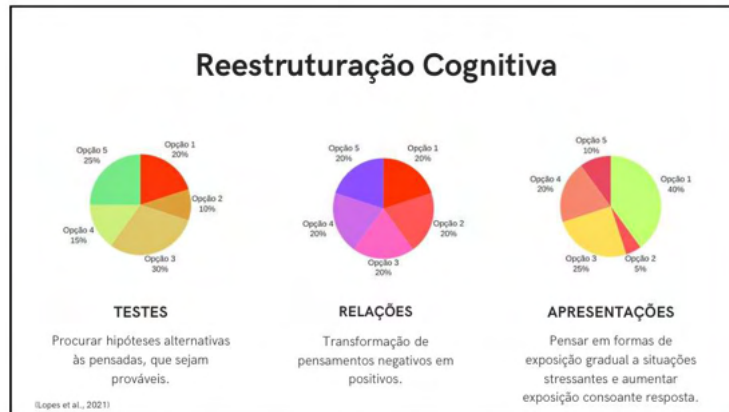 Reestruturação Cognitiva
Opção 1
20%
Opção 2
10%
Opção 3
30%
Opção 4
15%
Opção 5
25%
Opção 1
20%
Opção 2
20%
Opção 3
20%
Opção 4
20%
Opção 5
20%
Opção 1
40%
Opção 2
5%
Opção 3
25%
Opção 4
20%
Opção 5
10%
TESTES
Procurar hipóteses alternativas
às pensadas, que sejam
prováveis.
RELAÇÕES
Transformação de
pensamentos negativos em
positivos.
APRESENTAÇÕES
Pensar em formas de
exposição gradual a situações
stressantes e aumentar
exposição consoante resposta.
(Lopes et al., 2021)